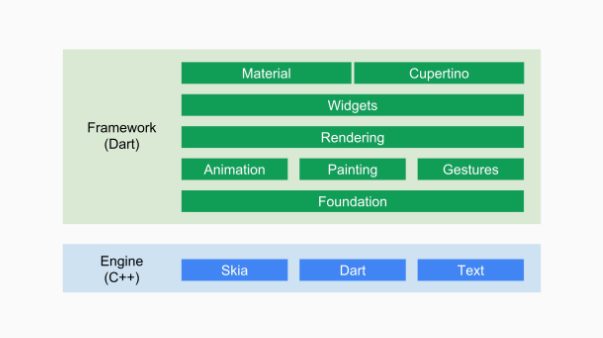 Material
Cupertino
Widgets
Framework
(Dart)
Rendering
Animation
Painting
Gestures
Foundation
Engine
(C++)
Skia
Dart
Text